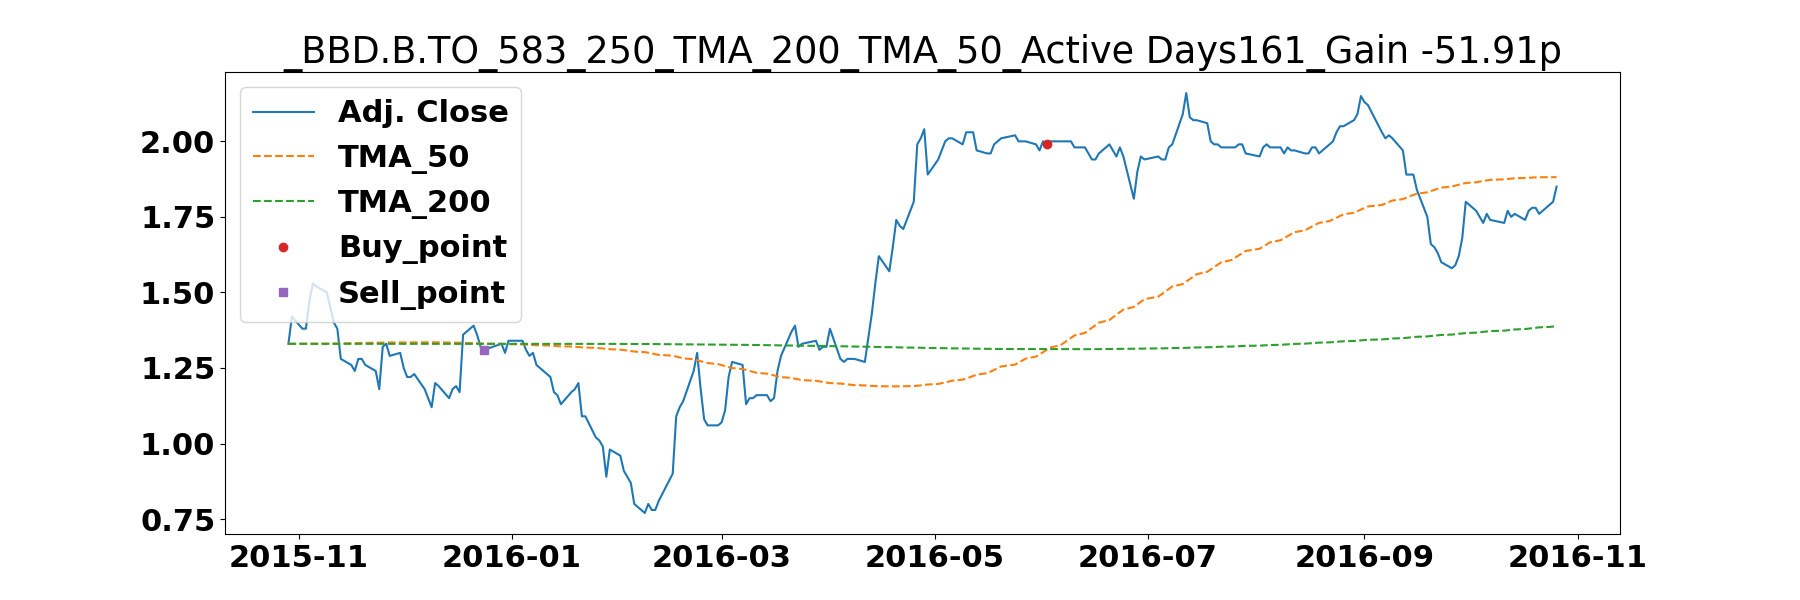 _BBD.B.TO_583_250_TMA_200_TMA_50_Active Days161_Gain -51.91p
Adj. Close
TMA_50
TMA_200
Buy_point
Sell_point
2.00
1.75
1.50
1.25
1.00
0.75
2015-11 2016-01 2016-03 2016-05 2016-07 2016-09 2016-11